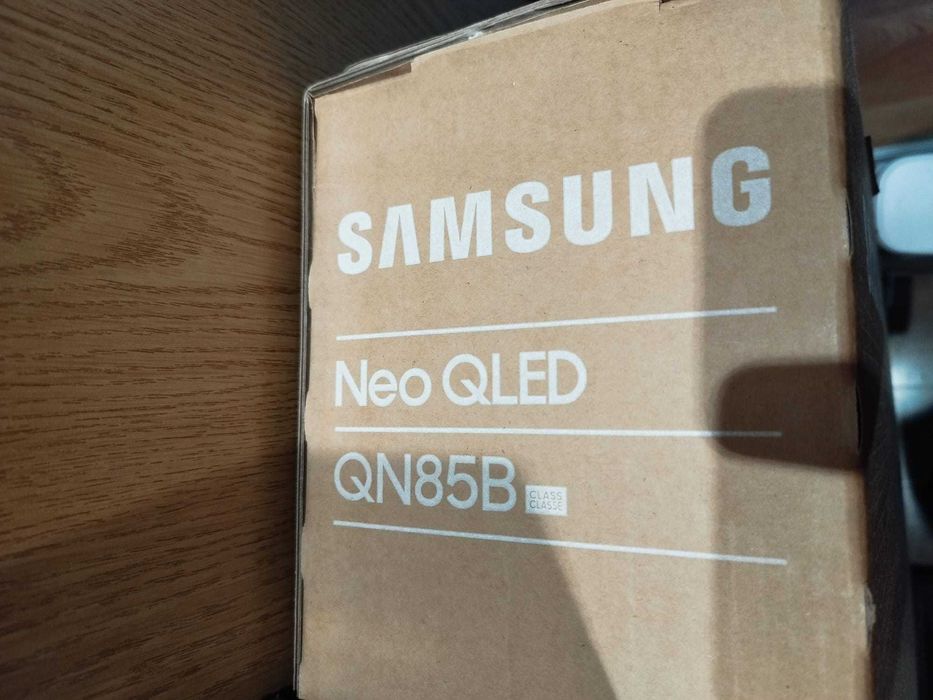 SAMSUNG
Neo QLED
QN85B CLASS
CLASSE